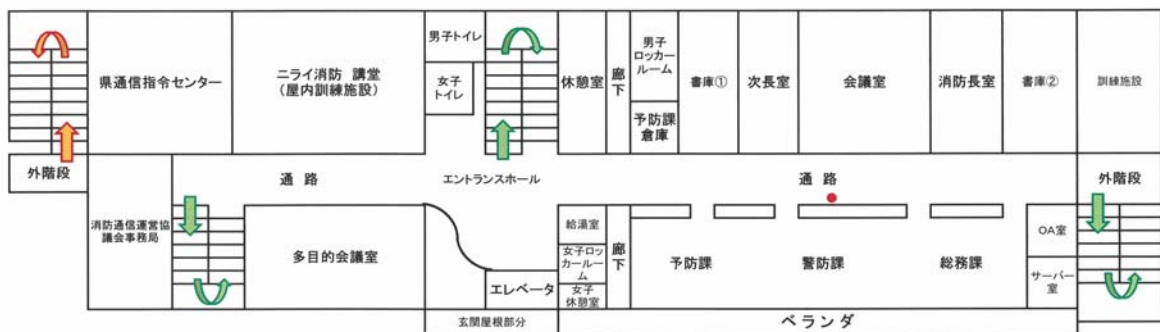 県通信指令センター
ニライ消防 講堂
(屋内訓練施設)
男子トイレ
女子
トイレ
休憩室
廊下
男子
ロッカー
ルーム
予防課
倉庫
書庫①
次長室
会議室
消防長室
書庫②
訓練施設
外階段
通路
エントランスホール
通路
外階段
消防通信運営協
議会事務局
多目的会議室
エレベータ
給湯室
女子ロッ
カールー
ム
女子
休憩室
廊下
予防課
警防課
総務課
OA室
サーバー
室
玄関屋根部分
ベランダ